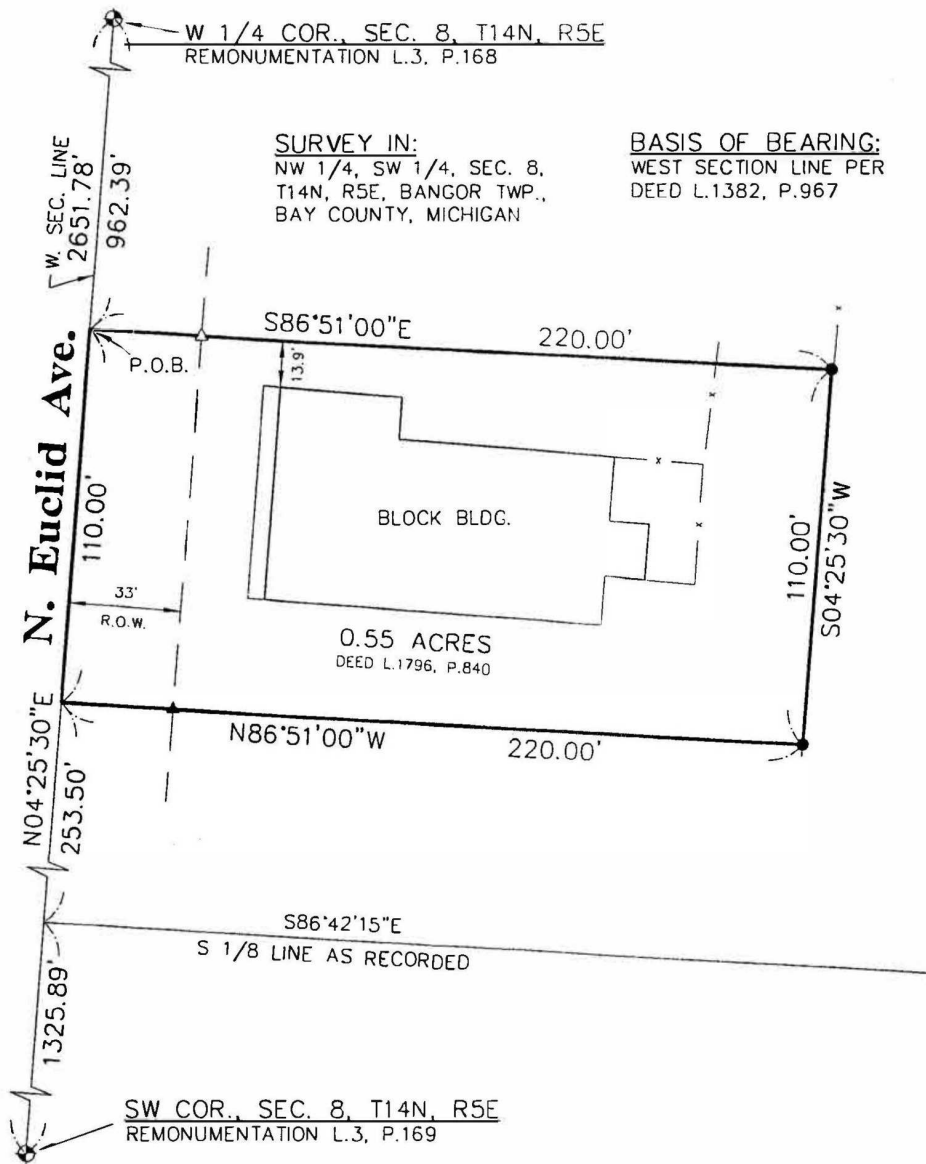 W 1/4 COR., SEC. 8, T14N, R5E
REMONUMENTATION L.3, P.168
SURVEY IN:
NW 1/4, SW 1/4, SEC. 8,
T14N, R5E, BANGOR TWP.,
BAY COUNTY, MICHIGAN
BASIS OF BEARING:
WEST SECTION LINE PER
DEED L.1382, P.967
W. SEC. LINE
2651.78'
962.39'
S86°51'00"E
220.00'
P.O.B.
13.9'
N. Euclid Ave.
110.00'
BLOCK BLDG.
110.00'
S04°25'30"W
33'
R.O.W.
0.55 ACRES
DEED L.1796, P.840
N86°51'00"W
220.00'
N04°25'30"E
253.50'
S86°42'15"E
S 1/8 LINE AS RECORDED
1325.89'
SW COR., SEC. 8, T14N, R5E
REMONUMENTATION L.3, P.169